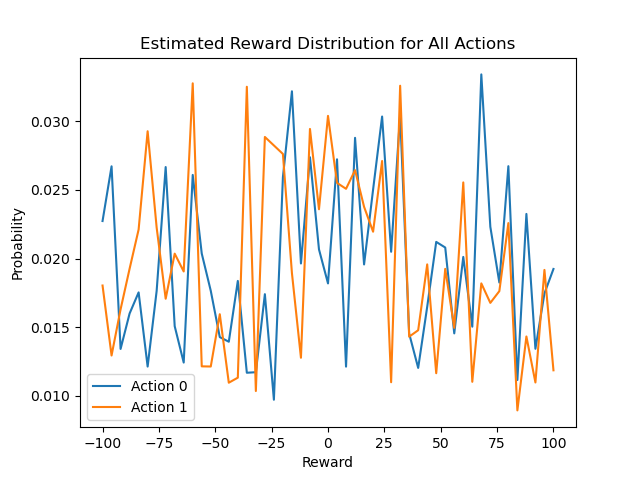 Estimated Reward Distribution for All Actions
Probability
0.030
0.025
0.020
0.015
0.010
Action 0
Action 1
−100 −75 −50 −25 0 25 50 75 100
Reward